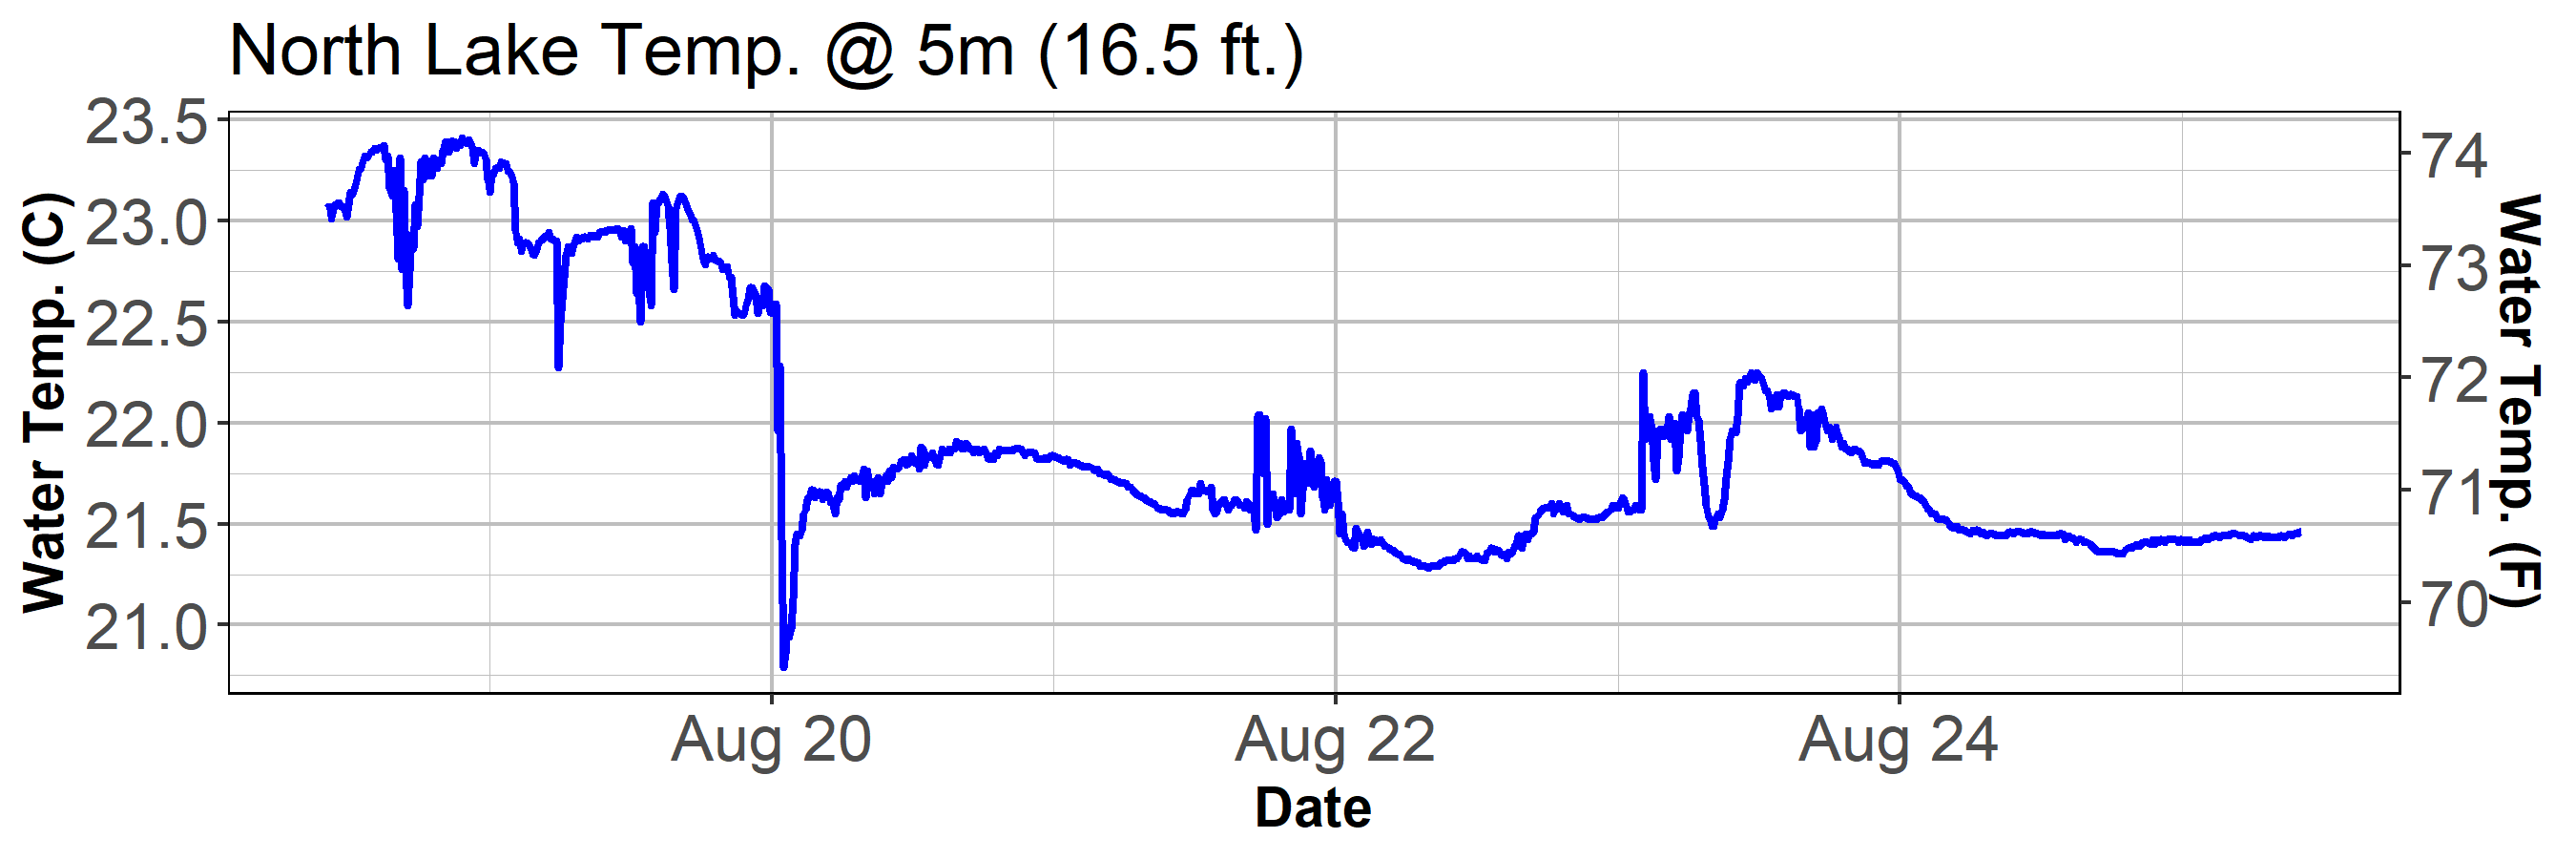 North Lake Temp. @ 5m (16.5 ft.)
Water Temp. (C)
23.5
23.0
22.5
22.0
21.5
21.0
74
73
72
71
70
Water Temp. (F)
Aug 20
Aug 22
Aug 24
Date